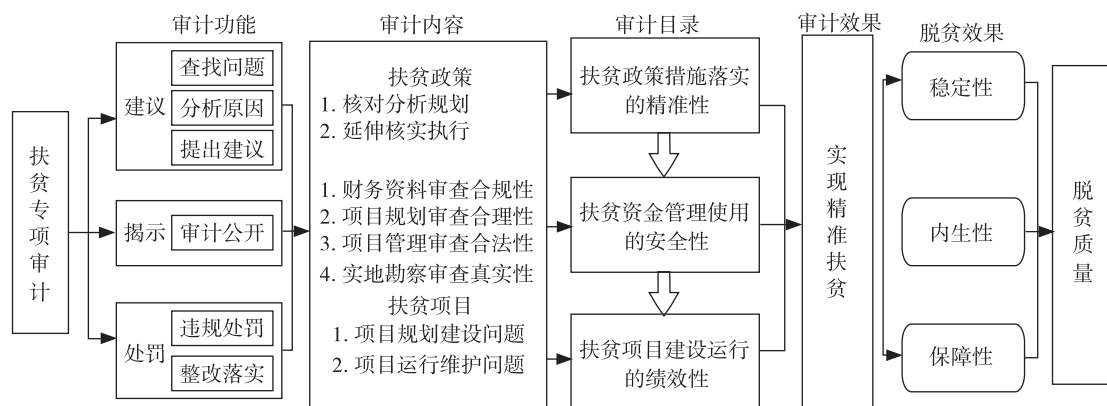 审计功能
审计内容
审计目录
审计效果
脱贫效果
扶贫专项审计
建议
查找问题
分析原因
提出建议
揭示
审计公开
处罚
违规处罚
整改落实
扶贫政策
1. 核对分析规划
2. 延伸核实执行
1. 财务资料审查合规性
2. 项目规划审查合理性
3. 项目管理审查合法性
4. 实地勘察审查真实性
扶贫项目
1. 项目规划建设问题
2. 项目运行维护问题
扶贫政策措施落实
的精准性
扶贫资金管理使用
的安全性
扶贫项目建设运行
的绩效性
实现精准扶贫
稳定性
内生性
保障性
脱贫质量